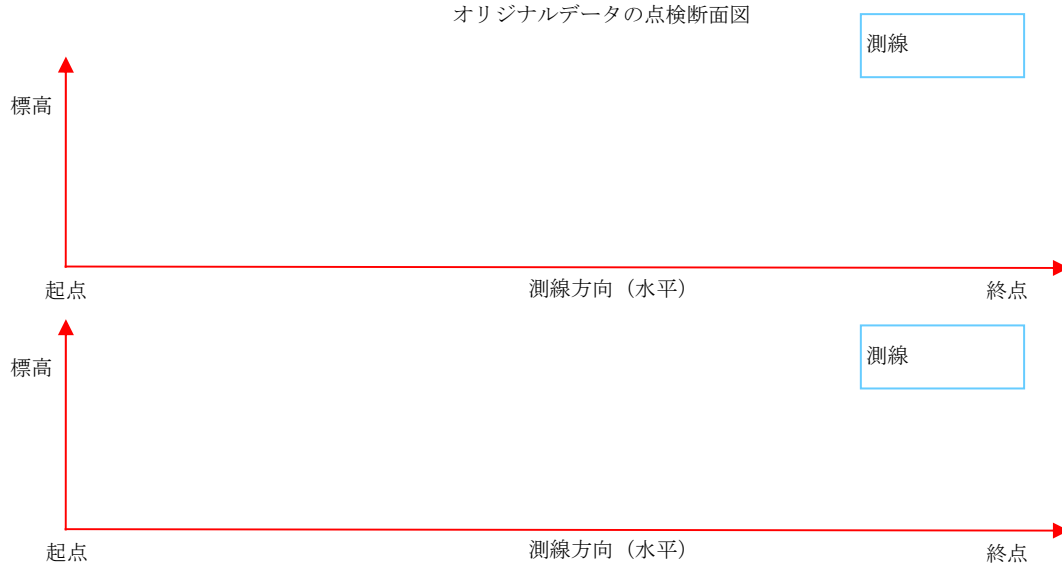 オリジナルデータの点検断面図
測線
標高
起点
測線方向（水平）
終点
測線
標高
起点
測線方向（水平）
終点